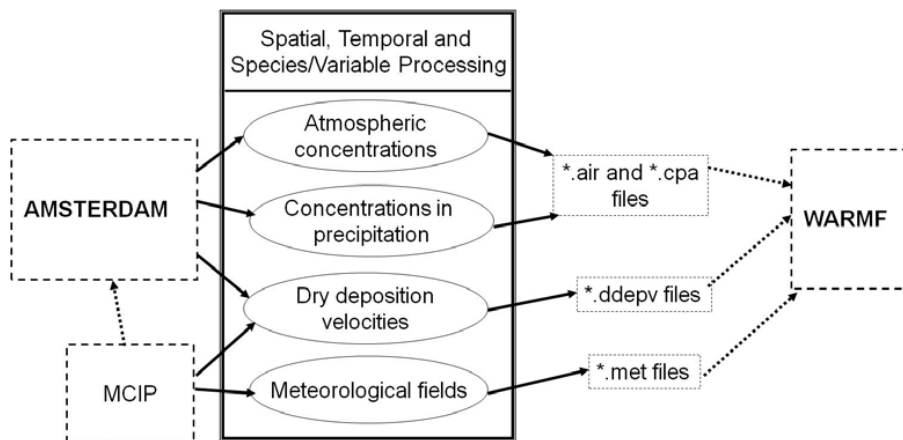 Spatial, Temporal and
Species/Variable Processing
Atmospheric
concentrations
*.air and *.cpa
files
AMSTERDAM
Concentrations in
precipitation
WARMF
Dry deposition
velocities
*.ddepv files
MCIP
Meteorological fields
*.met files